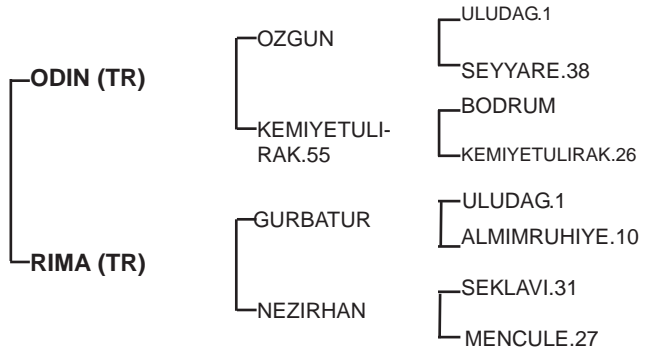 ULUDAG.1
OZGUN
SEYYARE.38
ODIN (TR)
BODRUM
KEMIYETULI-
RAK.55
KEMIYETULIRAK.26
ULUDAG.1
GURBATUR
ALMIMRUHIYE.10
RIMA (TR)
SEKLAVI.31
NEZIRHAN
MENCULE.27